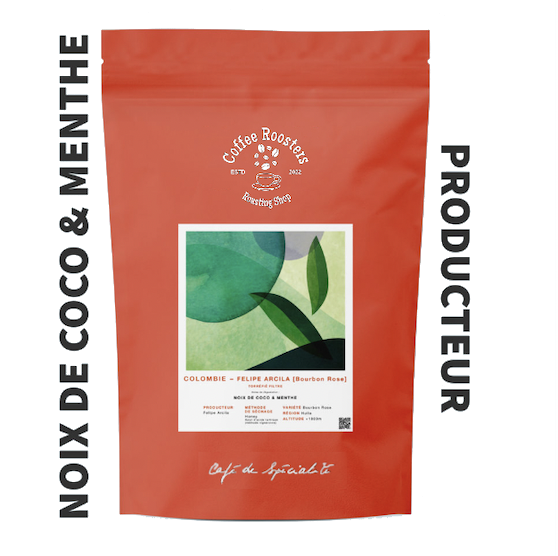 NOIX DE COCO & MENTHE
PRODUCTEUR
Coffee Roosters
ESTD 2022
Roasting Shop
COLOMBIE – FELIPE ARCILA [Bourbon Rose]
NOIX DE COCO & MENTHE
PRODUCTEUR
Felipe Arcila
MÉTHODE
DE SÉCHAGE
VARIÉTÉ Bourbon Rose
RÉGION Huila
ALTITUDE
Café de Spécialité